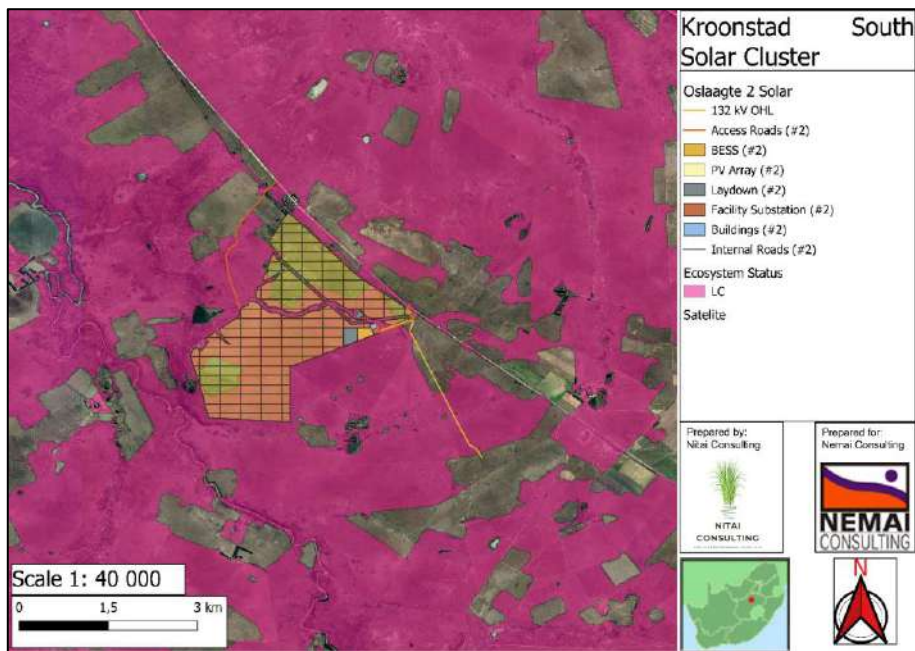 Kroonstad South
Solar Cluster
Oslaagte 2 Solar
132 kV OHL
Access Roads (#2)
BESS (#2)
PV Array (#2)
Laydown (#2)
Facility Substation (#2)
Buildings (#2)
Internal Roads (#2)
Ecosystem Status
LC
Satelite
Prepared by:
Nitai Consulting
NITAI
CONSULTING
Prepared for:
Nemai Consulting
NEMAI
CONSULTING
N
Scale 1: 40 000
0 1,5 3 km